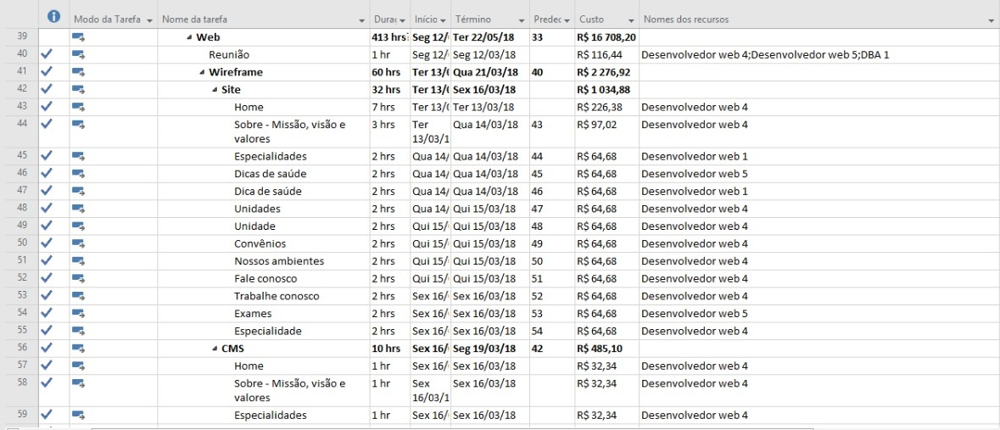 Modo da Tarefa Nome da tarefa Durac Início Término Predec Custo Nomes dos recursos
39 Web 413 hrs? Seg 12/ Ter 22/05/18 33 R$ 16 708,20
40 Reunião 1 hr Seg 12/ Seg 12/03/18 R$ 116,44 Desenvolvedor web 4;Desenvolvedor web 5;DBA 1
41 Wireframe 60 hrs Ter 13/0 Qua 21/03/18 40 R$ 2 276,92
42 Site 32 hrs Ter 13/0 Sex 16/03/18 R$ 1 034,88
43 Home 7 hrs Ter 13/0 Ter 13/03/18 R$ 226,38 Desenvolvedor web 4
44 Sobre - Missão, visão e 3 hrs Ter Qua 14/03/18 43 R$ 97,02 Desenvolvedor web 4
valores 13/03/1
45 Especialidades 2 hrs Qua 14/ Qua 14/03/18 44 R$ 64,68 Desenvolvedor web 1
46 Dicas de saúde 2 hrs Qua 14/ Qua 14/03/18 45 R$ 64,68 Desenvolvedor web 5
47 Dica de saúde 2 hrs Qua 14/ Qua 14/03/18 46 R$ 64,68 Desenvolvedor web 1
48 Unidades 2 hrs Qua 14/ Qui 15/03/18 47 R$ 64,68 Desenvolvedor web 4
49 Unidade 2 hrs Qui 15/ Qui 15/03/18 48 R$ 64,68 Desenvolvedor web 4
50 Convênios 2 hrs Qui 15/ Qui 15/03/18 49 R$ 64,68 Desenvolvedor web 4
51 Nossos ambientes 2 hrs Qui 15/ Qui 15/03/18 50 R$ 64,68 Desenvolvedor web 4
52 Fale conosco 2 hrs Qui 15/ Qui 15/03/18 51 R$ 64,68 Desenvolvedor web 4
53 Trabalhe conosco 2 hrs Sex 16/ Sex 16/03/18 52 R$ 64,68 Desenvolvedor web 4
54 Exames 2 hrs Sex 16/ Sex 16/03/18 53 R$ 64,68 Desenvolvedor web 5
55 Especialidade 2 hrs Sex 16/ Sex 16/03/18 54 R$ 64,68 Desenvolvedor web 4
56 CMS 10 hrs Sex 16/ Seg 19/03/18 42 R$ 485,10
57 Home 1 hr Sex 16/ Sex 16/03/18 R$ 32,34 Desenvolvedor web 4
58 Sobre - Missão, visão e 1 hr Sex Sex 16/03/18 R$ 32,34 Desenvolvedor web 4
valores 16/03/1
59 Especialidades 1 hr Sex 16/ Sex 16/03/18 R$ 32,34 Desenvolvedor web 4